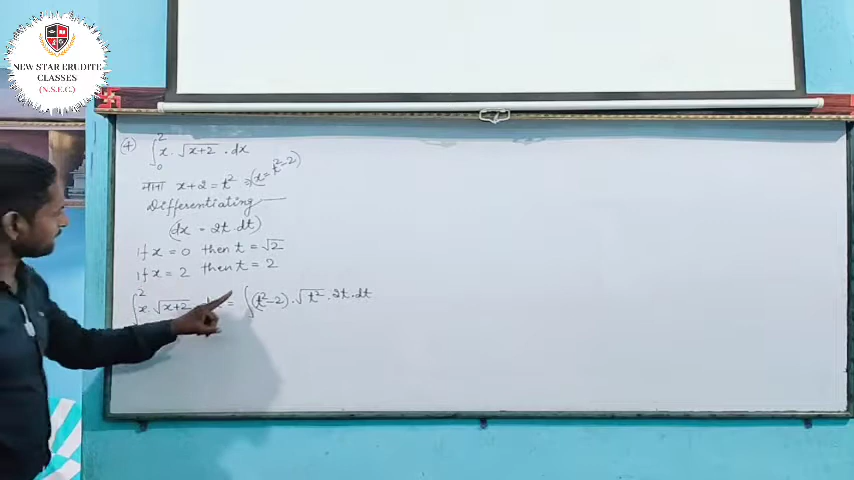 NEW STAR ERUDITE
CLASSES
(N.S.E.C.)
(4) ∫₀² x · √(x+2) · dx
माना x+2 = t² ⇒ (x = t²-2)
Differentiating
(dx = 2t·dt)
If x = 0 then t = √2
if x = 2 then t = 2
∫² x·√(x+2) = ∫(t²-2)·√t² · 2t·dt